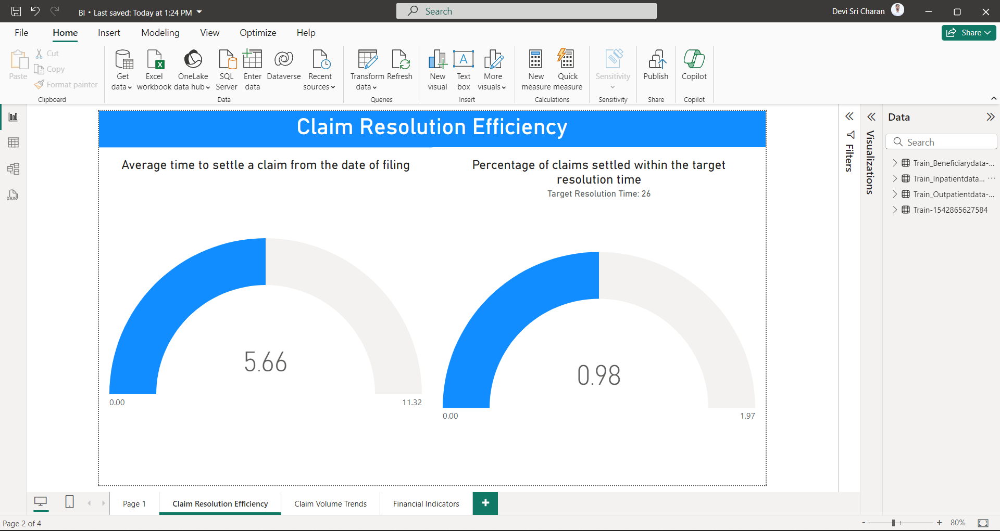 BI • Last saved: Today at 1:24 PM
Search
Devi Sri Charan
File Home Insert Modeling View Optimize Help
Share
Paste
Cut
Copy
Format painter
Clipboard
Get data
Excel workbook
OneLake data hub
SQL Server
Enter data
Dataverse
Recent sources
Data
Transform data
Refresh
Queries
New visual
Text box
More visuals
Insert
New measure
Quick measure
Calculations
Sensitivity
Sensitivity
Publish
Share
Copilot
Copilot
Claim Resolution Efficiency
Average time to settle a claim from the date of filing
5.66
0.00
11.32
Percentage of claims settled within the target
resolution time
Target Resolution Time: 26
0.98
0.00
1.97
Filters
Visualizations
Data
Search
Train_Beneficiarydata-...
Train_Inpatientdata... ...
Train_Outpatientdata-...
Train-1542865627584
DAX
Page 1
Claim Resolution Efficiency
Claim Volume Trends
Financial Indicators
+
Page 2 of 4
- + 80%